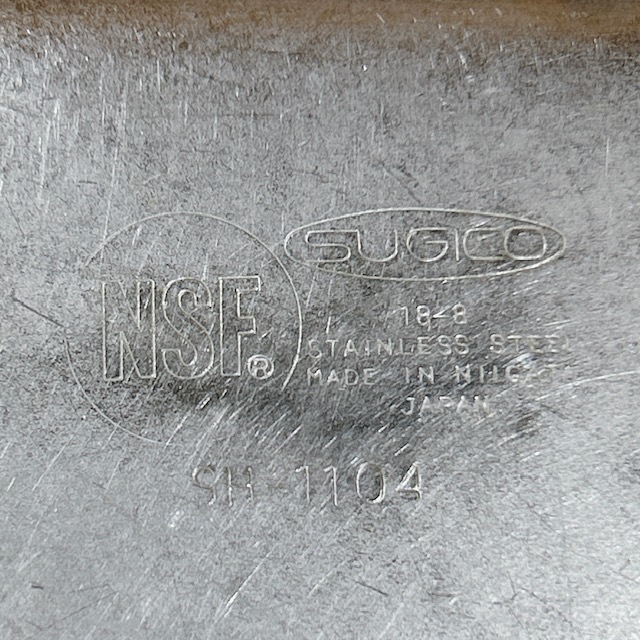 NSF®
SUGICO
18-8
STAINLESS STEEL
MADE IN NIIGATA
JAPAN
SH-1104